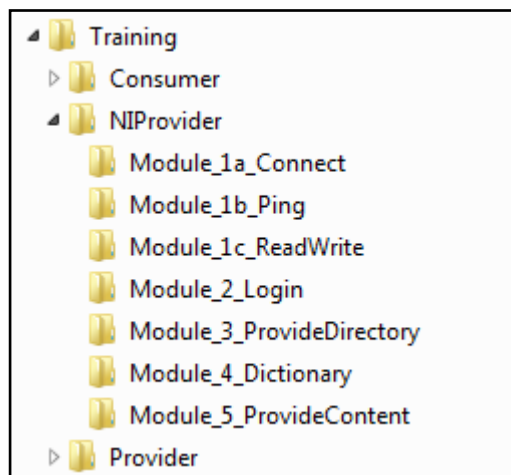 Training
Consumer
NIProvider
Module_1a_Connect
Module_1b_Ping
Module_1c_ReadWrite
Module_2_Login
Module_3_ProvideDirectory
Module_4_Dictionary
Module_5_ProvideContent
Provider